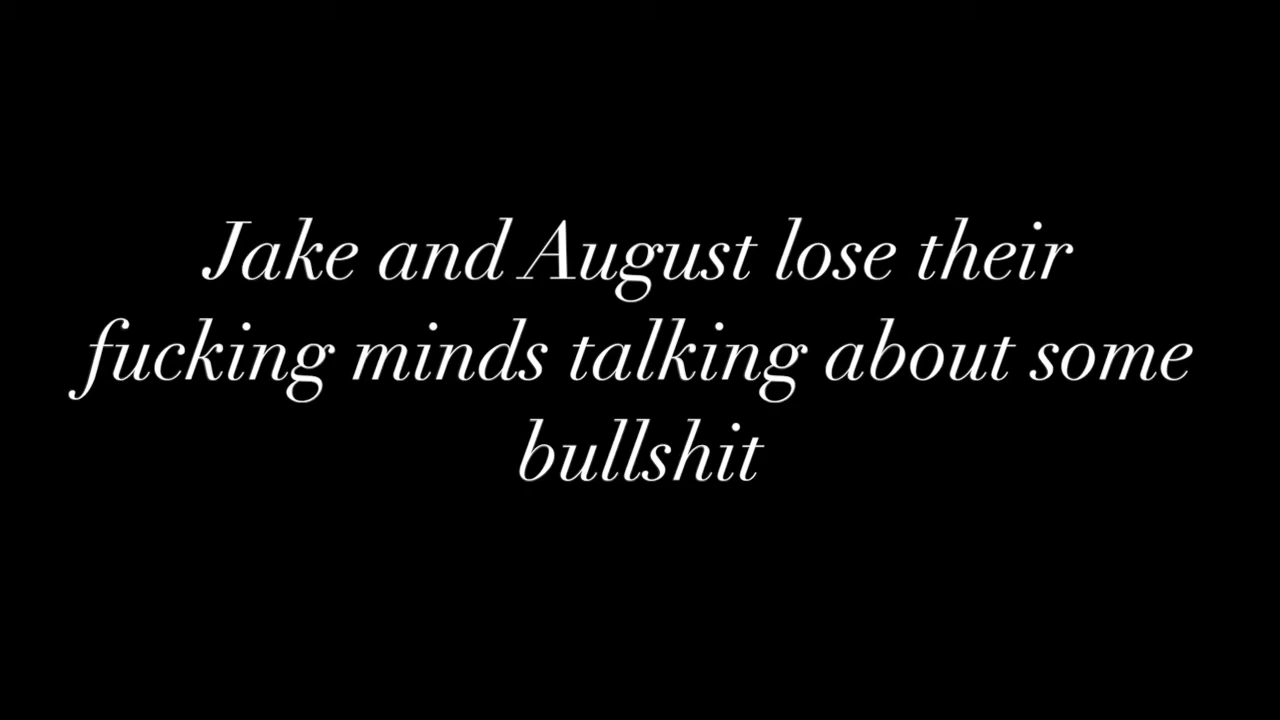 Jake and August lose their
fucking minds talking about some
bullshit